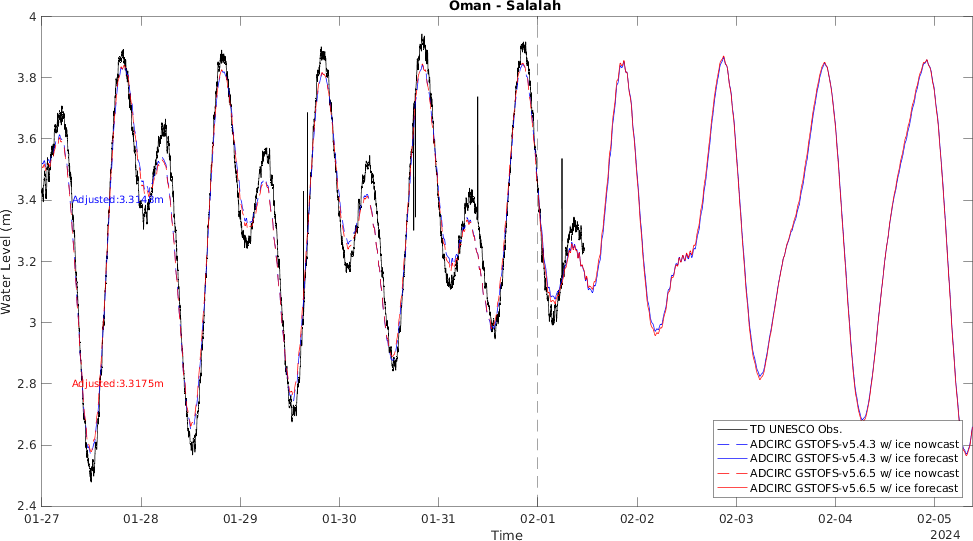 Oman - Salalah
4
3.8
3.6
3.4
3.2
3
2.8
2.6
2.4
Water Level (m)
Adjusted:3.3143m
Adjusted:3.3175m
TD UNESCO Obs.
ADCIRC GSTOFS-v5.4.3 w/ ice nowcast
ADCIRC GSTOFS-v5.4.3 w/ ice forecast
ADCIRC GSTOFS-v5.6.5 w/ ice nowcast
ADCIRC GSTOFS-v5.6.5 w/ ice forecast
01-27 01-28 01-29 01-30 01-31 02-01 02-02 02-03 02-04 02-05
Time
2024